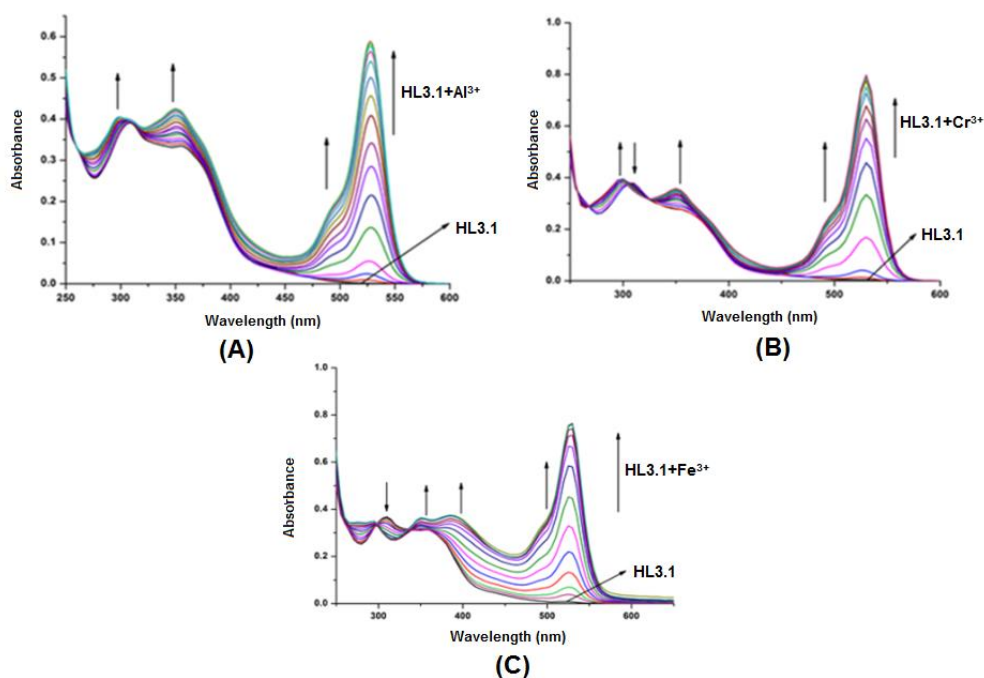 0.6
0.5
0.4
0.3
0.2
0.1
0.0
Absorbance
250 300 350 400 450 500 550 600
Wavelength (nm)
HL3.1+Al³⁺
HL3.1
(A)
1.0
0.8
0.6
0.4
0.2
0.0
Absorbance
300 400 500 600
Wavelength (nm)
HL3.1+Cr³⁺
HL3.1
(B)
1.0
0.8
0.6
0.4
0.2
0.0
Absorbance
300 400 500 600
Wavelength (nm)
HL3.1+Fe³⁺
HL3.1
(C)